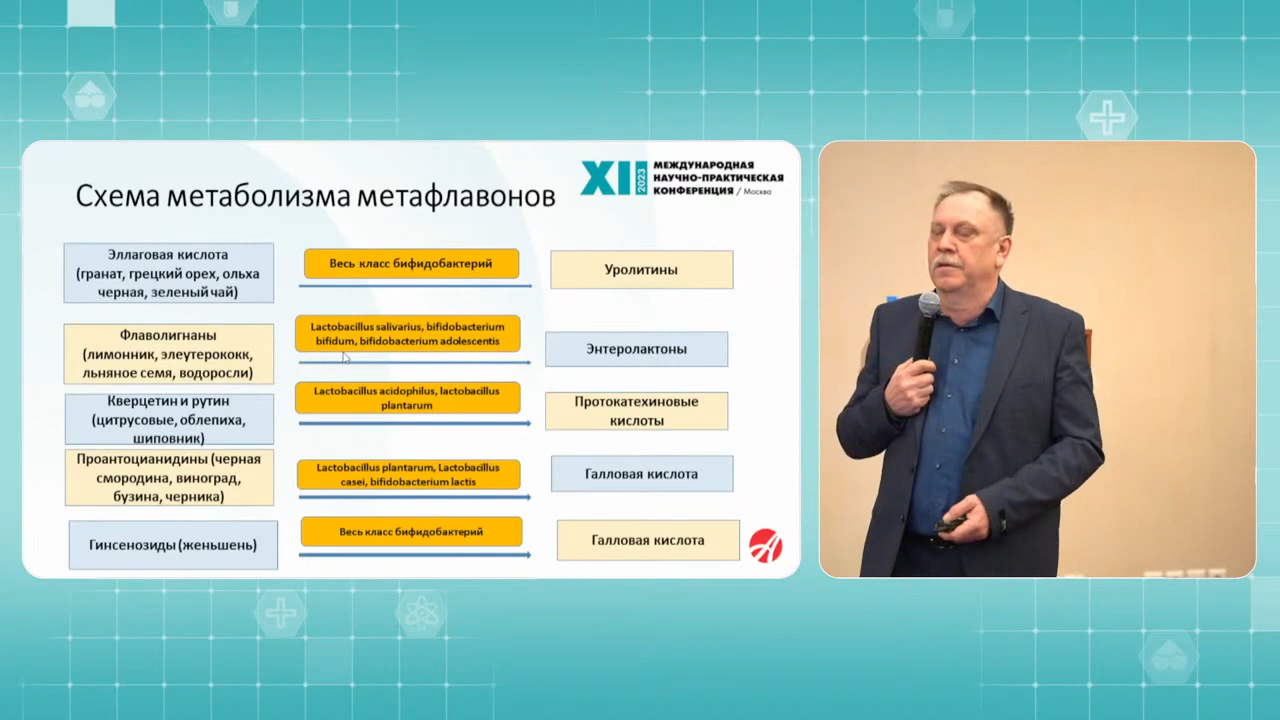 Схема метаболизма метафлавонов
XII 2023 МЕЖДУНАРОДНАЯ
НАУЧНО-ПРАКТИЧЕСКАЯ
КОНФЕРЕНЦИЯ / Москва
Эллаговая кислота
(гранат, грецкий орех, ольха
черная, зеленый чай)
Весь класс бифидобактерий
Уролитины
Флаволигнаны
(лимонник, элеутерококк,
льняное семя, водоросли)
Lactobacillus salivarius, bifidobacterium
bifidum, bifidobacterium adolescentis
Энтеролактоны
Кверцетин и рутин
(цитрусовые, облепиха,
шиповник)
Lactobacillus acidophilus, lactobacillus
plantarum
Протокатехиновые
кислоты
Проантоцианидины (черная
смородина, виноград,
бузина, черника)
Lactobacillus plantarum, Lactobacillus
casei, bifidobacterium lactis
Галловая кислота
Гинсенозиды (женьшень)
Весь класс бифидобактерий
Галловая кислота